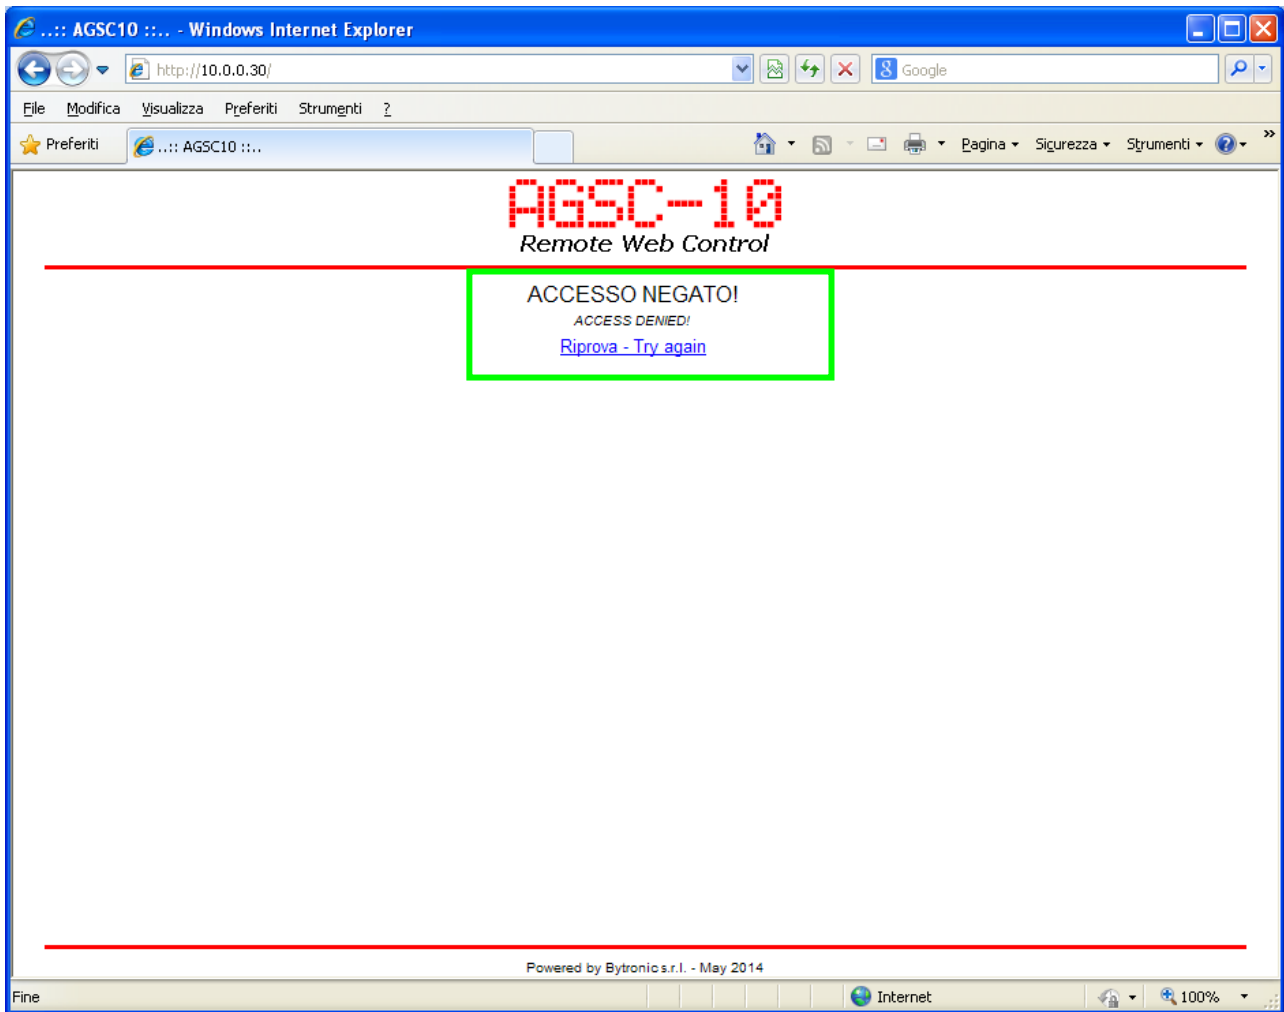 ..:: AGSC10 ::.. - Windows Internet Explorer
http://10.0.0.30/
Google
File Modifica Visualizza Preferiti Strumenti ?
Preferiti ..:: AGSC10 ::.. Pagina Sicurezza Strumenti »
AGSC-10
Remote Web Control
ACCESSO NEGATO!
ACCESS DENIED!
Riprova - Try again
Powered by Bytronic s.r.l. - May 2014
Fine Internet 100%